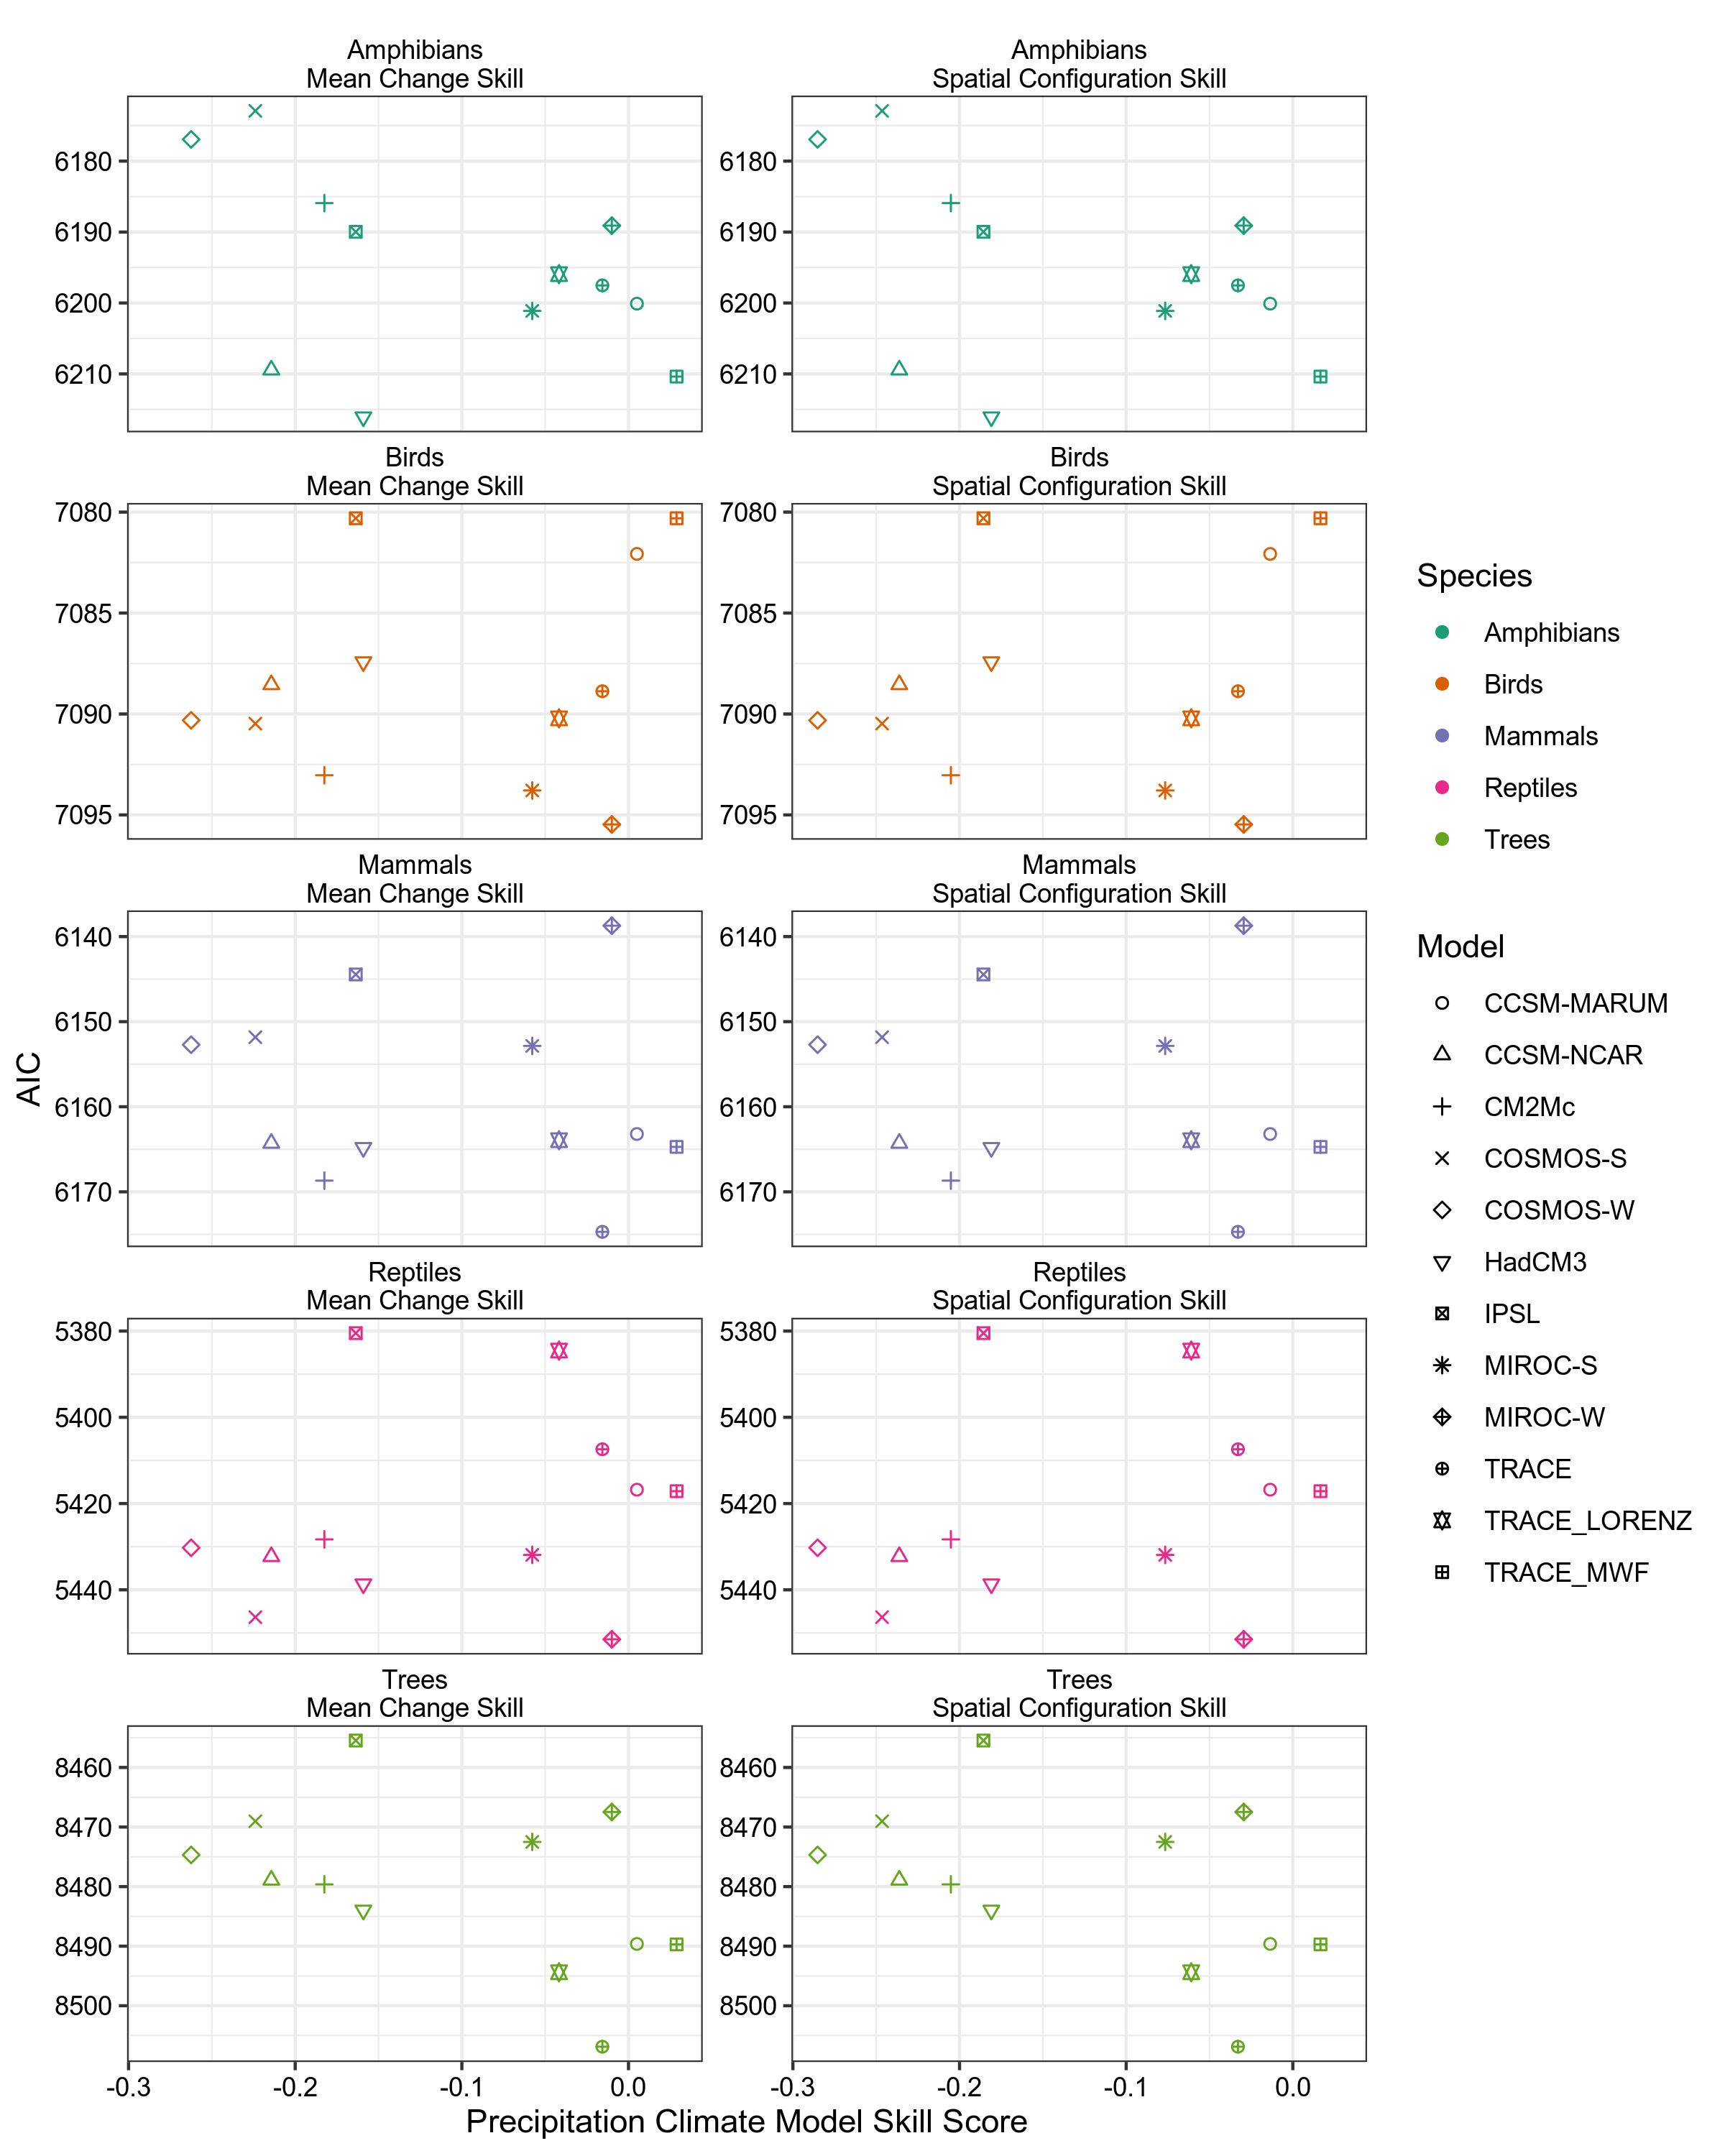 Amphibians
Mean Change Skill
Amphibians
Spatial Configuration Skill
6180
6190
6200
6210
6180
6190
6200
6210
Birds
Mean Change Skill
Birds
Spatial Configuration Skill
7080
7085
7090
7095
7080
7085
7090
7095
Mammals
Mean Change Skill
Mammals
Spatial Configuration Skill
6140
6150
6160
6170
6140
6150
6160
6170
AIC
Reptiles
Mean Change Skill
Reptiles
Spatial Configuration Skill
5380
5400
5420
5440
5380
5400
5420
5440
Trees
Mean Change Skill
Trees
Spatial Configuration Skill
8460
8470
8480
8490
8500
8460
8470
8480
8490
8500
-0.3
-0.2
-0.1
0.0
-0.3
-0.2
-0.1
0.0
Precipitation Climate Model Skill Score
Species
Amphibians
Birds
Mammals
Reptiles
Trees
Model
CCSM-MARUM
CCSM-NCAR
CM2Mc
COSMOS-S
COSMOS-W
HadCM3
IPSL
MIROC-S
MIROC-W
TRACE
TRACE_LORENZ
TRACE_MWF